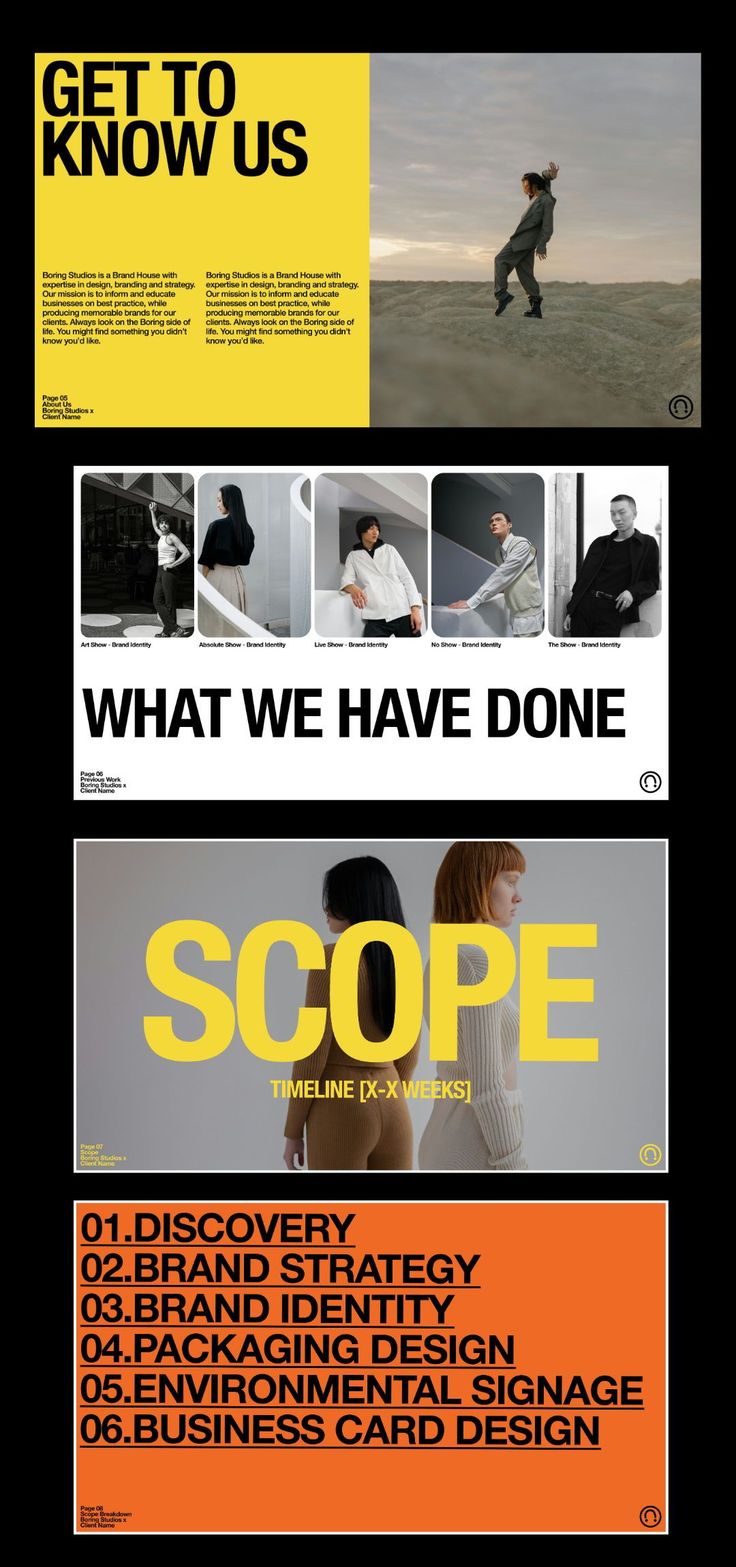 GET TO
KNOW US
Boring Studios is a Brand House with
expertise in design, branding and strategy.
Our mission is to inform and educate
businesses on best practice, while
producing memorable brands for our
clients. Always look on the Boring side of
life. You might find something you didn't
know you'd like.
Boring Studios is a Brand House with
expertise in design, branding and strategy.
Our mission is to inform and educate
businesses on best practice, while
producing memorable brands for our
clients. Always look on the Boring side of
life. You might find something you didn't
know you'd like.
Page 05
About Us
Boring Studios x
Client Name
Art Show - Brand Identity
Absolute Show - Brand Identity
Live Show - Brand Identity
No Show - Brand Identity
The Show - Brand Identity
WHAT WE HAVE DONE
Page 06
Previous Work
Boring Studios x
Client Name
SCOPE
TIMELINE [X-X WEEKS]
Page 07
Scope
Boring Studios x
Client Name
01.DISCOVERY
02.BRAND STRATEGY
03.BRAND IDENTITY
04.PACKAGING DESIGN
05.ENVIRONMENTAL SIGNAGE
06.BUSINESS CARD DESIGN
Page 08
Scope Breakdown
Boring Studios x
Client Name